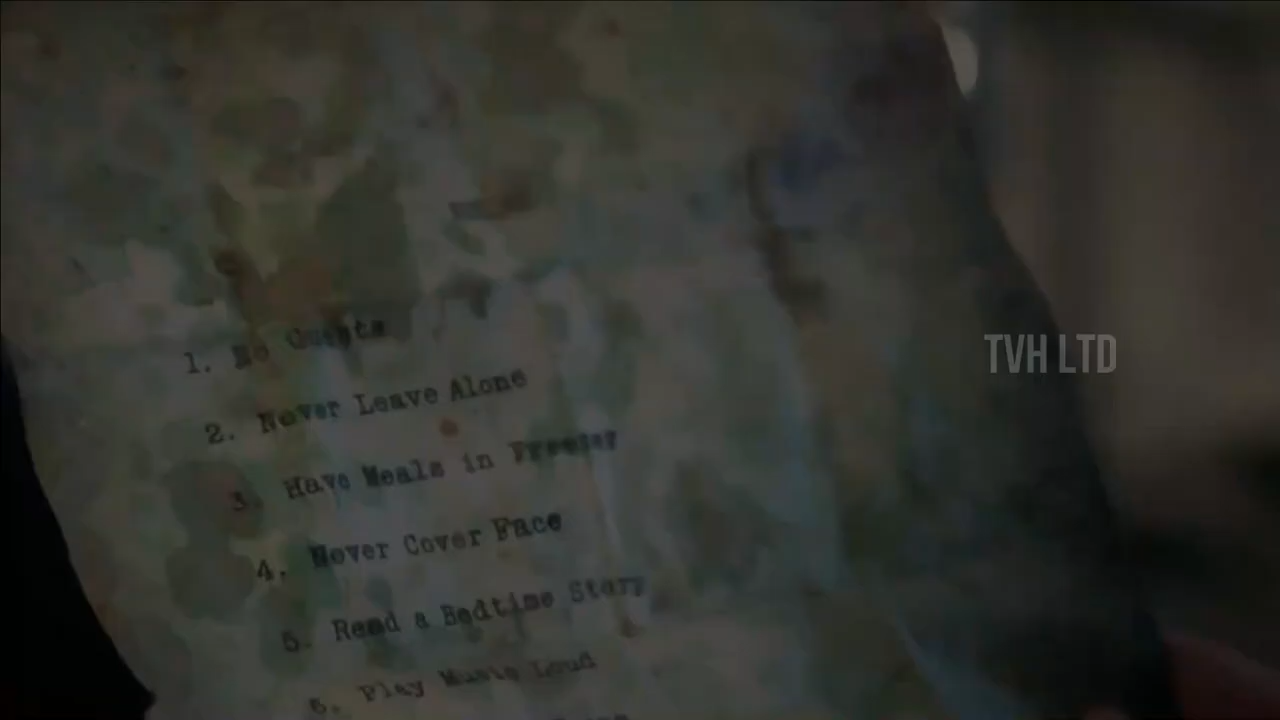 1. No Guests
2. Never Leave Alone
3. Have Meals in Freezer
4. Never Cover Face
5. Read a Bedtime Story
6. Play Music Loud
TVH LTD